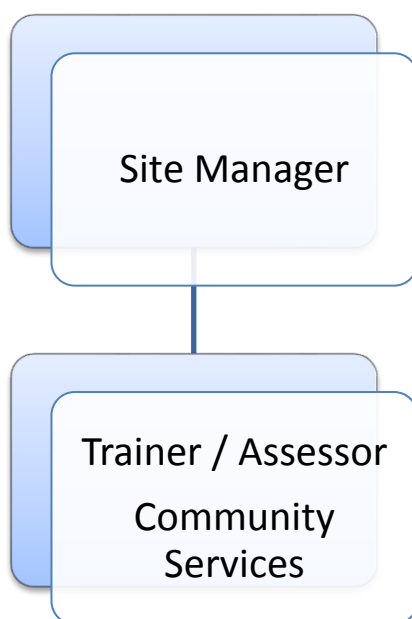 Site Manager
Trainer / Assessor
Community
Services